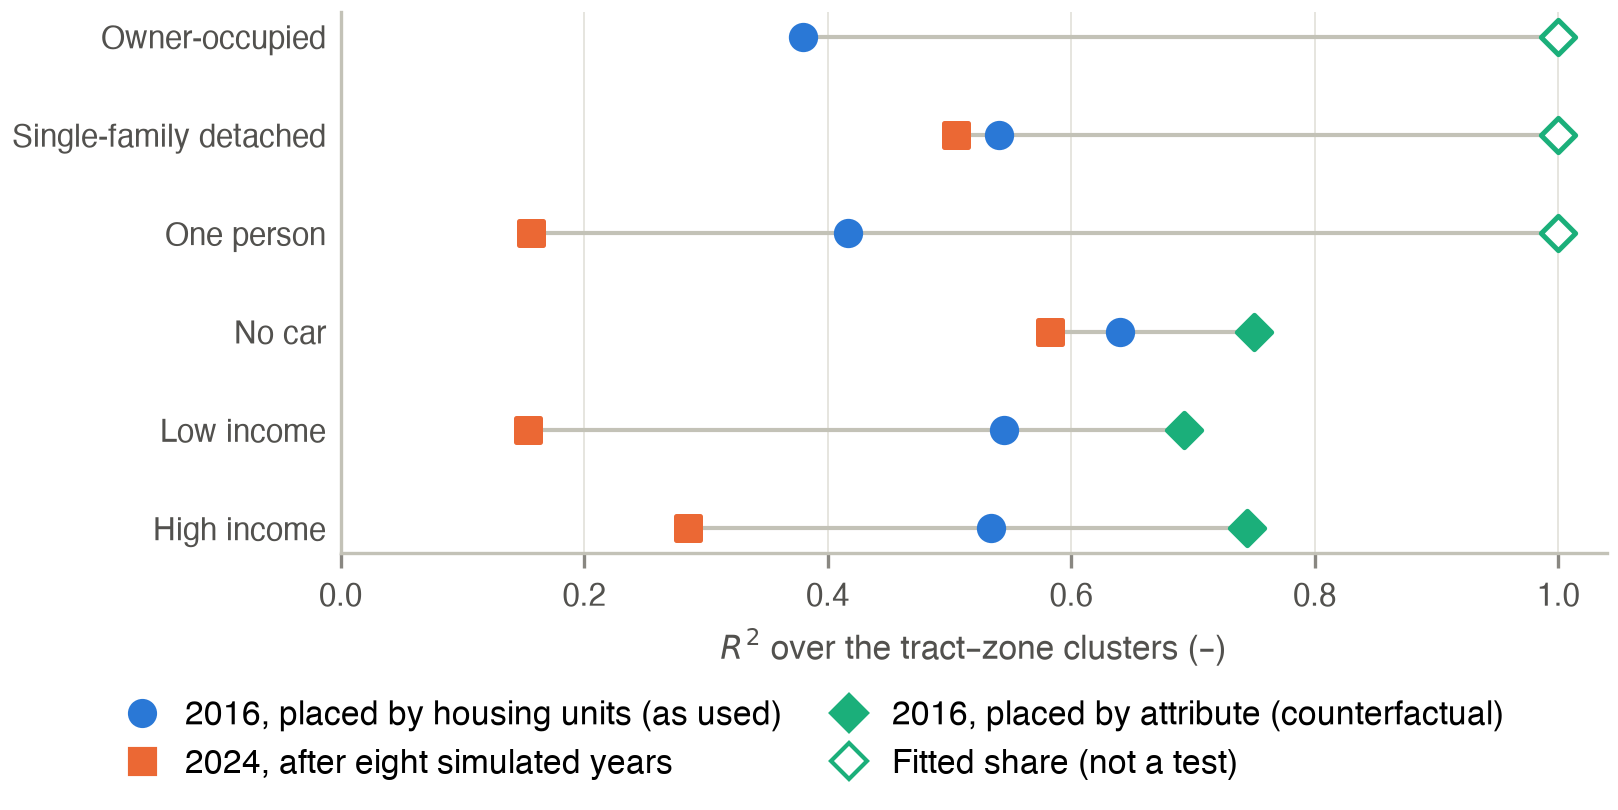 Owner-occupied
Single-family detached
One person
No car
Low income
High income
0.0 0.2 0.4 0.6 0.8 1.0
R² over the tract–zone clusters (–)
2016, placed by housing units (as used)
2016, placed by attribute (counterfactual)
2024, after eight simulated years
Fitted share (not a test)